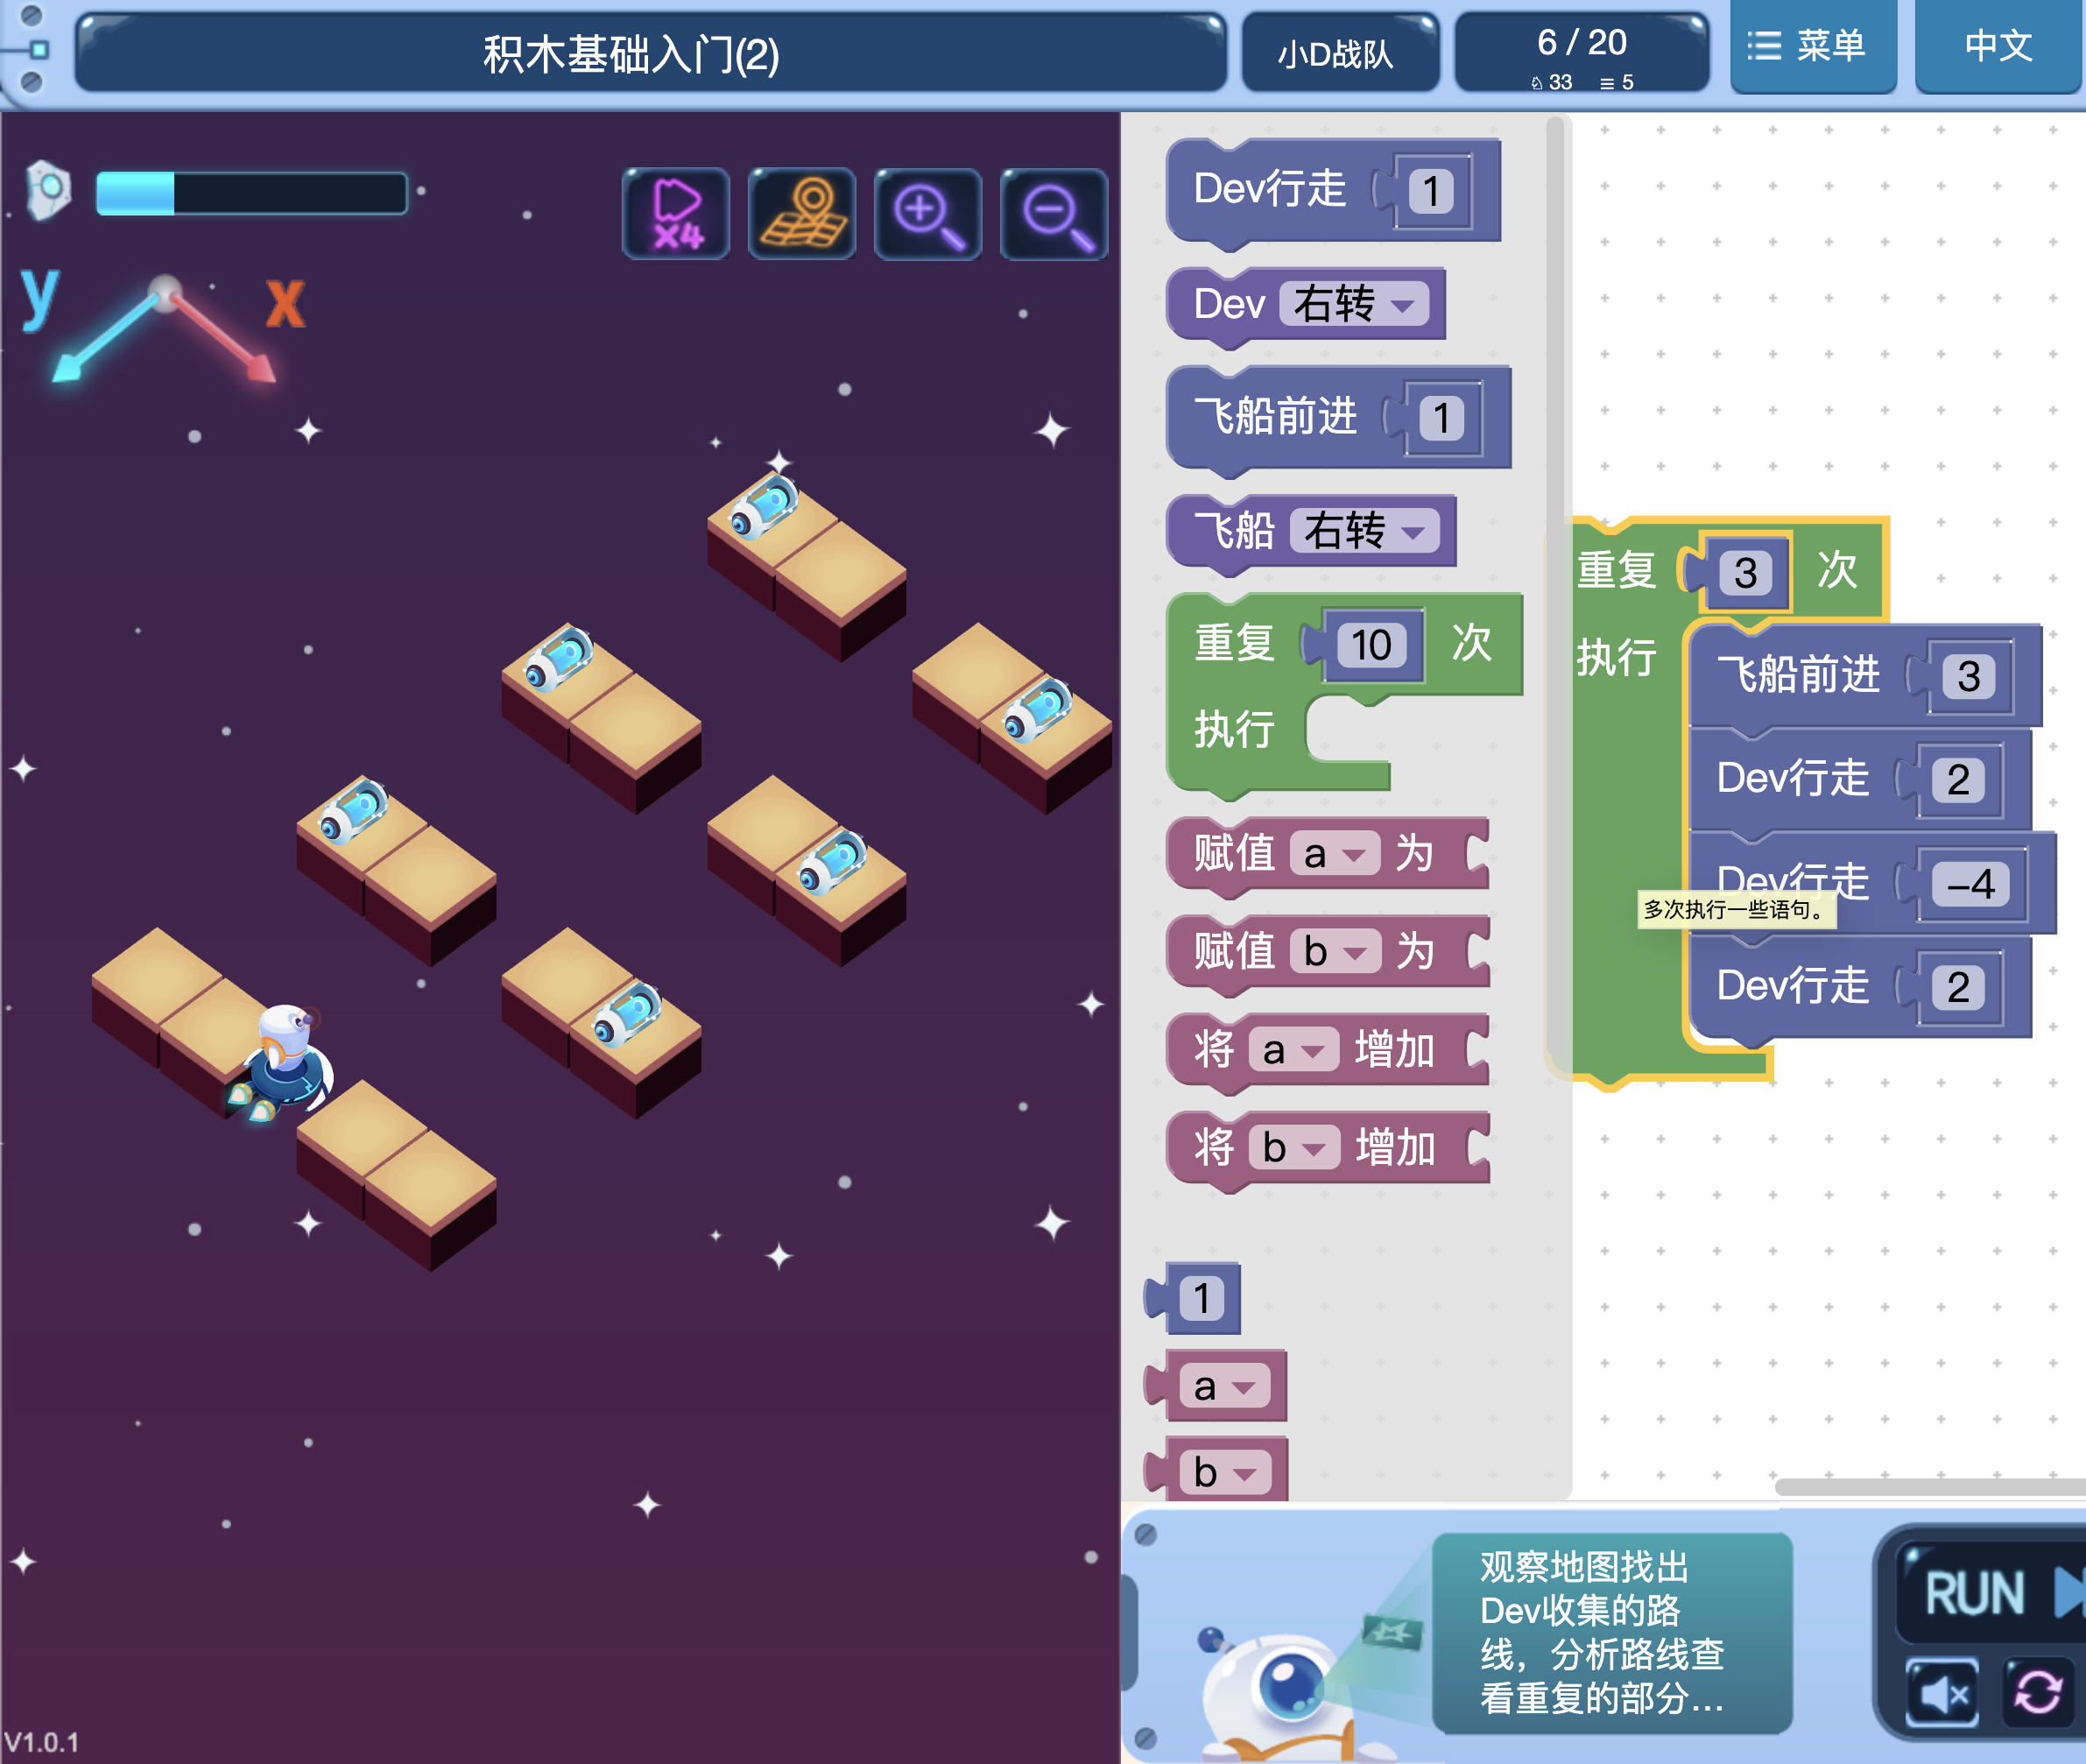 积木基础入门(2)
小D战队
6 / 20
33
5
菜单
中文
X4
y
x
Dev行走 1
Dev 右转
飞船前进 1
飞船 右转
重复 10 次
执行
赋值 a 为
赋值 b 为
将 a 增加
将 b 增加
1
a
b
重复 3 次
执行
飞船前进 3
Dev行走 2
Dev行走 -4
多次执行一些语句。
Dev行走 2
观察地图找出
Dev收集的路
线，分析路线查
看重复的部分...
RUN
V1.0.1